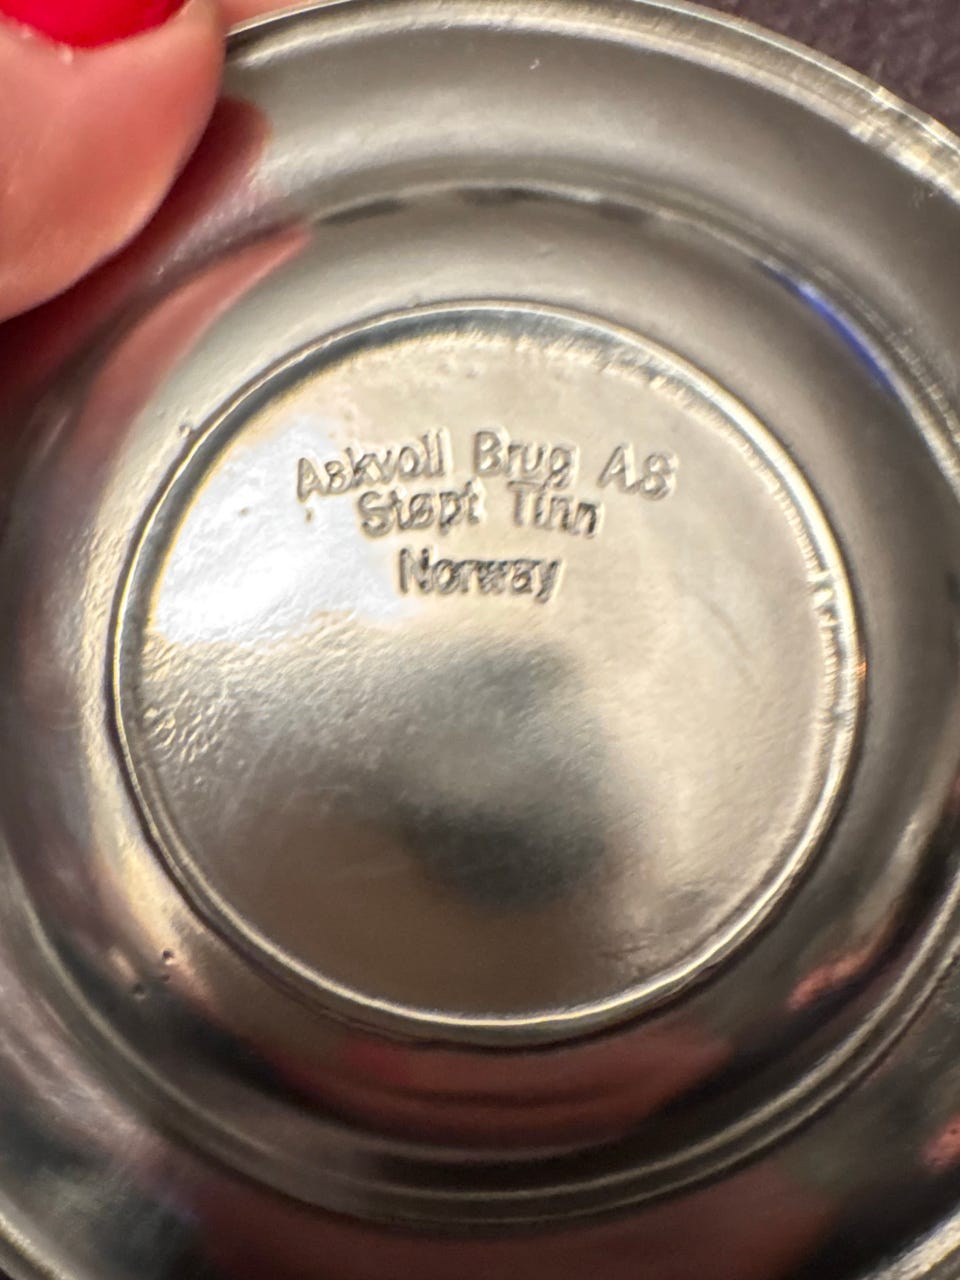 Askvoll Brug AS
Støpt Tinn
Norway